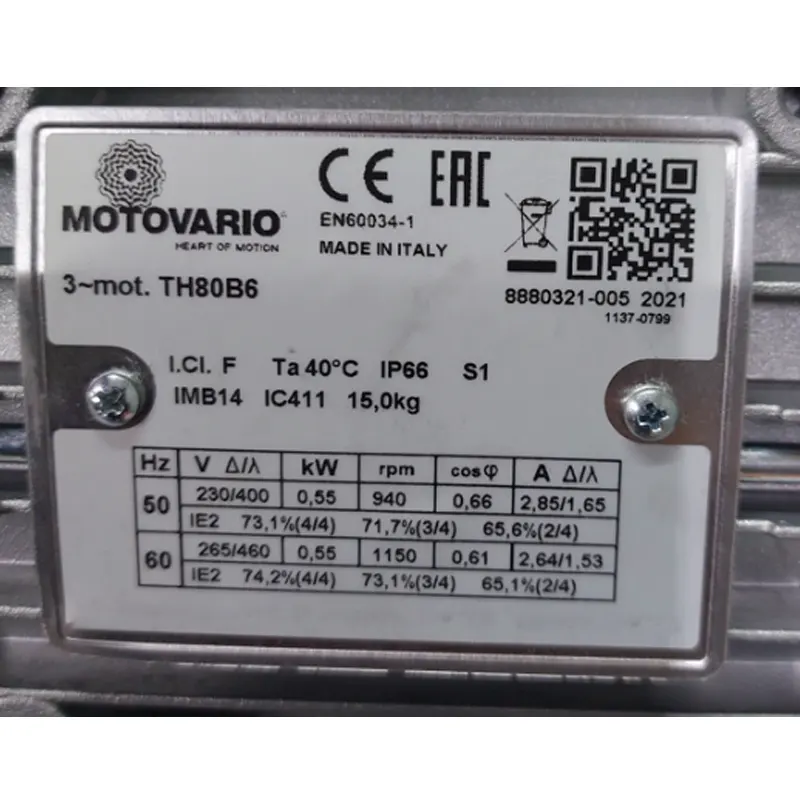 MOTOVARIO
HEART OF MOTION
CE EAC
EN60034-1
MADE IN ITALY
3~mot. TH80B6
8880321-005 2021
1137-0799
I.Cl. F Ta 40°C IP66 S1
IMB14 IC411 15,0kg
Hz V Δ/⅄ kW rpm cosφ A Δ/⅄
50 230/400 0,55 940 0,66 2,85/1,65
IE2 73,1%(4/4) 71,7%(3/4) 65,6%(2/4)
60 265/460 0,55 1150 0,61 2,64/1,53
IE2 74,2%(4/4) 73,1%(3/4) 65,1%(2/4)